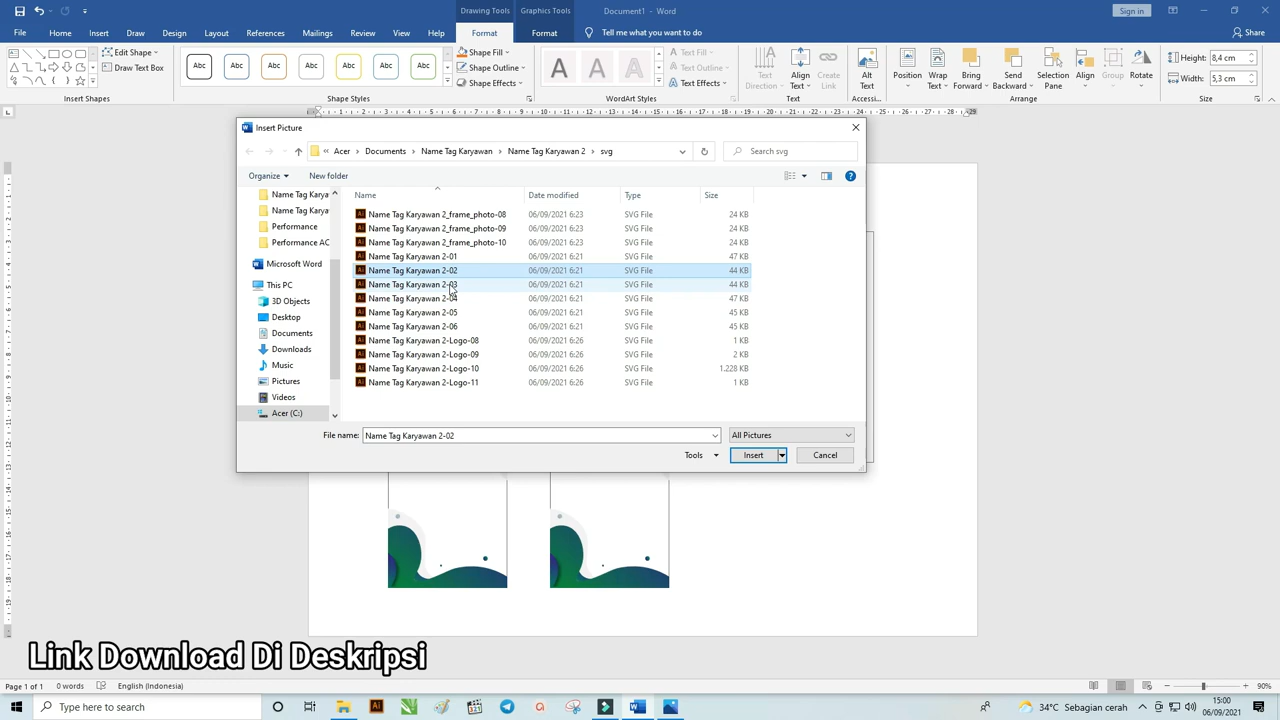 Drawing Tools
Graphics Tools
Document1 - Word
Sign in
File
Home
Insert
Draw
Design
Layout
References
Mailings
Review
View
Help
Format
Format
Tell me what you want to do
Share
Edit Shape
Draw Text Box
Insert Shapes
Abc Abc Abc Abc Abc Abc Abc
Shape Fill
Shape Outline
Shape Effects
Shape Styles
A A A
Text Fill
Text Outline
Text Effects
WordArt Styles
Text Direction
Align Text
Create Link
Text
Alt Text
Accessi...
Position
Wrap Text
Bring Forward
Send Backward
Selection Pane
Align
Group
Rotate
Arrange
Height: 8,4 cm
Width: 5,3 cm
Size
Insert Picture
« Acer > Documents > Name Tag Karyawan > Name Tag Karyawan 2 > svg
Search svg
Organize
New folder
Name Date modified Type Size
Name Tag Karya
Name Tag Karya
Performance
Performance AC
Microsoft Word
This PC
3D Objects
Desktop
Documents
Downloads
Music
Pictures
Videos
Acer (C:)
Name Tag Karyawan 2_frame_photo-08 06/09/2021 6:23 SVG File 24 KB
Name Tag Karyawan 2_frame_photo-09 06/09/2021 6:23 SVG File 24 KB
Name Tag Karyawan 2_frame_photo-10 06/09/2021 6:23 SVG File 24 KB
Name Tag Karyawan 2-01 06/09/2021 6:21 SVG File 47 KB
Name Tag Karyawan 2-02 06/09/2021 6:21 SVG File 44 KB
Name Tag Karyawan 2-03 06/09/2021 6:21 SVG File 44 KB
Name Tag Karyawan 2-04 06/09/2021 6:21 SVG File 47 KB
Name Tag Karyawan 2-05 06/09/2021 6:21 SVG File 45 KB
Name Tag Karyawan 2-06 06/09/2021 6:21 SVG File 45 KB
Name Tag Karyawan 2-Logo-08 06/09/2021 6:26 SVG File 1 KB
Name Tag Karyawan 2-Logo-09 06/09/2021 6:26 SVG File 2 KB
Name Tag Karyawan 2-Logo-10 06/09/2021 6:26 SVG File 1.228 KB
Name Tag Karyawan 2-Logo-11 06/09/2021 6:26 SVG File 1 KB
File name: Name Tag Karyawan 2-02
All Pictures
Tools
Insert
Cancel
Link Download Di Deskripsi
Page 1 of 1
0 words
English (Indonesia)
90%
Type here to search
34°C Sebagian cerah
15:00
06/09/2021